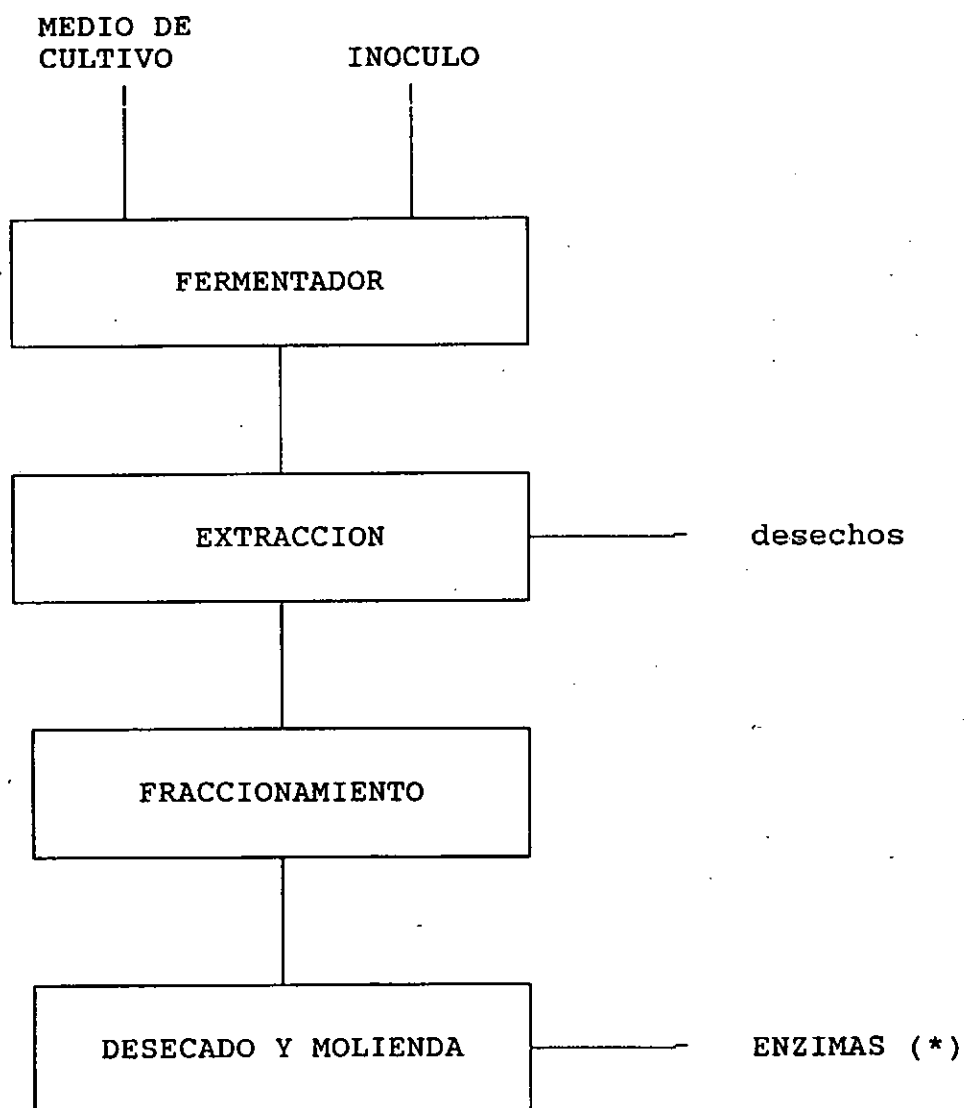 MEDIO DE
CULTIVO
INOCULO
FERMENTADOR
EXTRACCION
desechos
FRACCIONAMIENTO
DESECADO Y MOLIENDA
ENZIMAS (*)